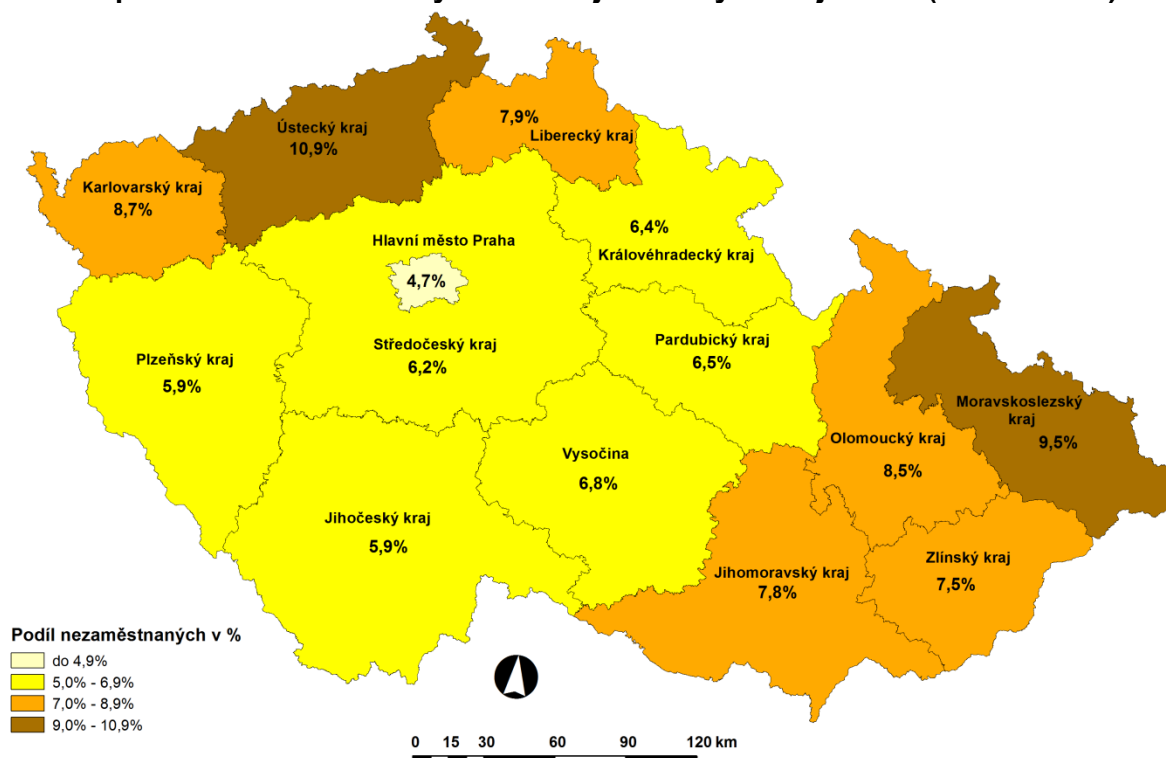 Ústecký kraj
10,9%
7,9%
Liberecký kraj
Karlovarský kraj
8,7%
6,4%
Královéhradecký kraj
Hlavní město Praha
4,7%
Středočeský kraj
6,2%
Pardubický kraj
6,5%
Plzeňský kraj
5,9%
Moravskoslezský
kraj
9,5%
Olomoucký kraj
8,5%
Vysočina
6,8%
Jihočeský kraj
5,9%
Jihomoravský kraj
7,8%
Zlínský kraj
7,5%
Podíl nezaměstnaných v %
do 4,9%
5,0% - 6,9%
7,0% - 8,9%
9,0% - 10,9%
0 15 30 60 90 120 km